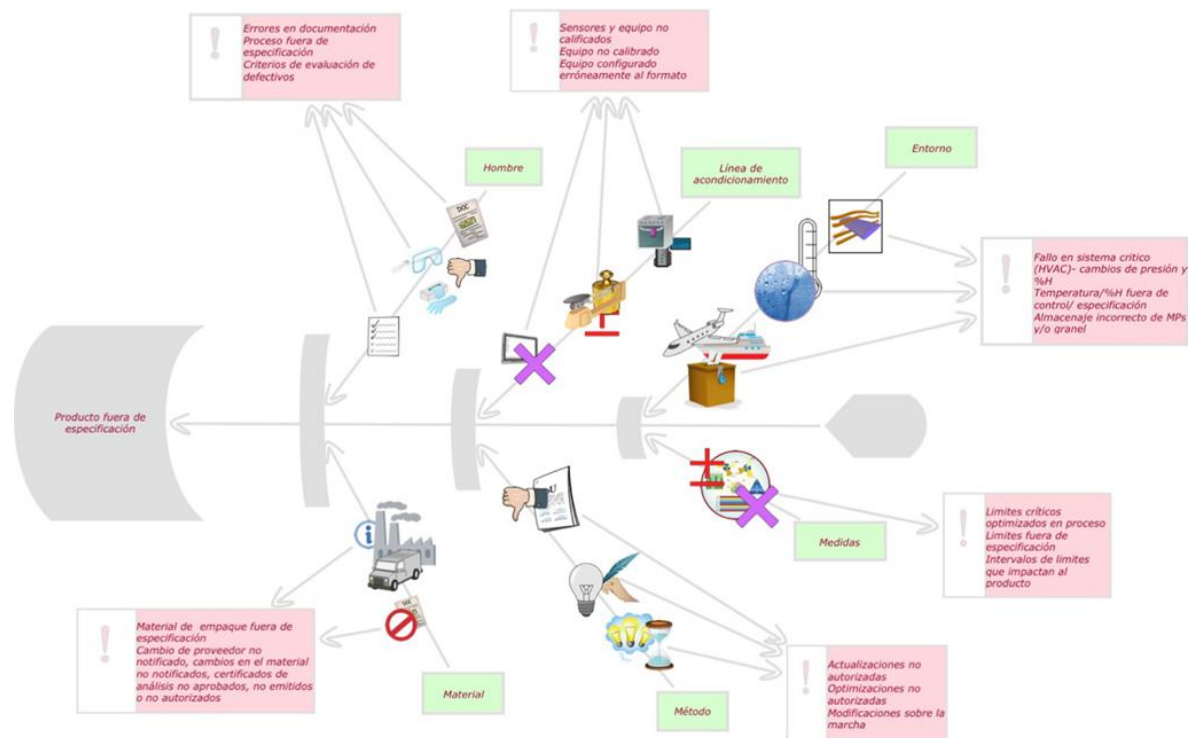 Errores en documentación
Proceso fuera de
especificación
Criterios de evaluación de
defectivos
Sensores y equipo no
calificados
Equipo no calibrado
Equipo configurado
erróneamente al formato
Hombre
Línea de
acondicionamiento
Entorno
DOC
Fallo en sistema critico
(HVAC)- cambios de presión y
%H
Temperatura/%H fuera de
control/ especificación
Almacenaje incorrecto de MPs
y/o granel
Producto fuera de
especificación
Limites críticos
optimizados en proceso
Limites fuera de
especificación
Intervalos de limites
que impactan al
producto
Medidas
Material de  empaque fuera de
especificación
Cambio de proveedor no
notificado, cambios en el material
no notificados, certificados de
análisis no aprobados, no emitidos
o no autorizados
Material
Método
Actualizaciones no
autorizadas
Optimizaciones no
autorizadas
Modificaciones sobre la
marcha